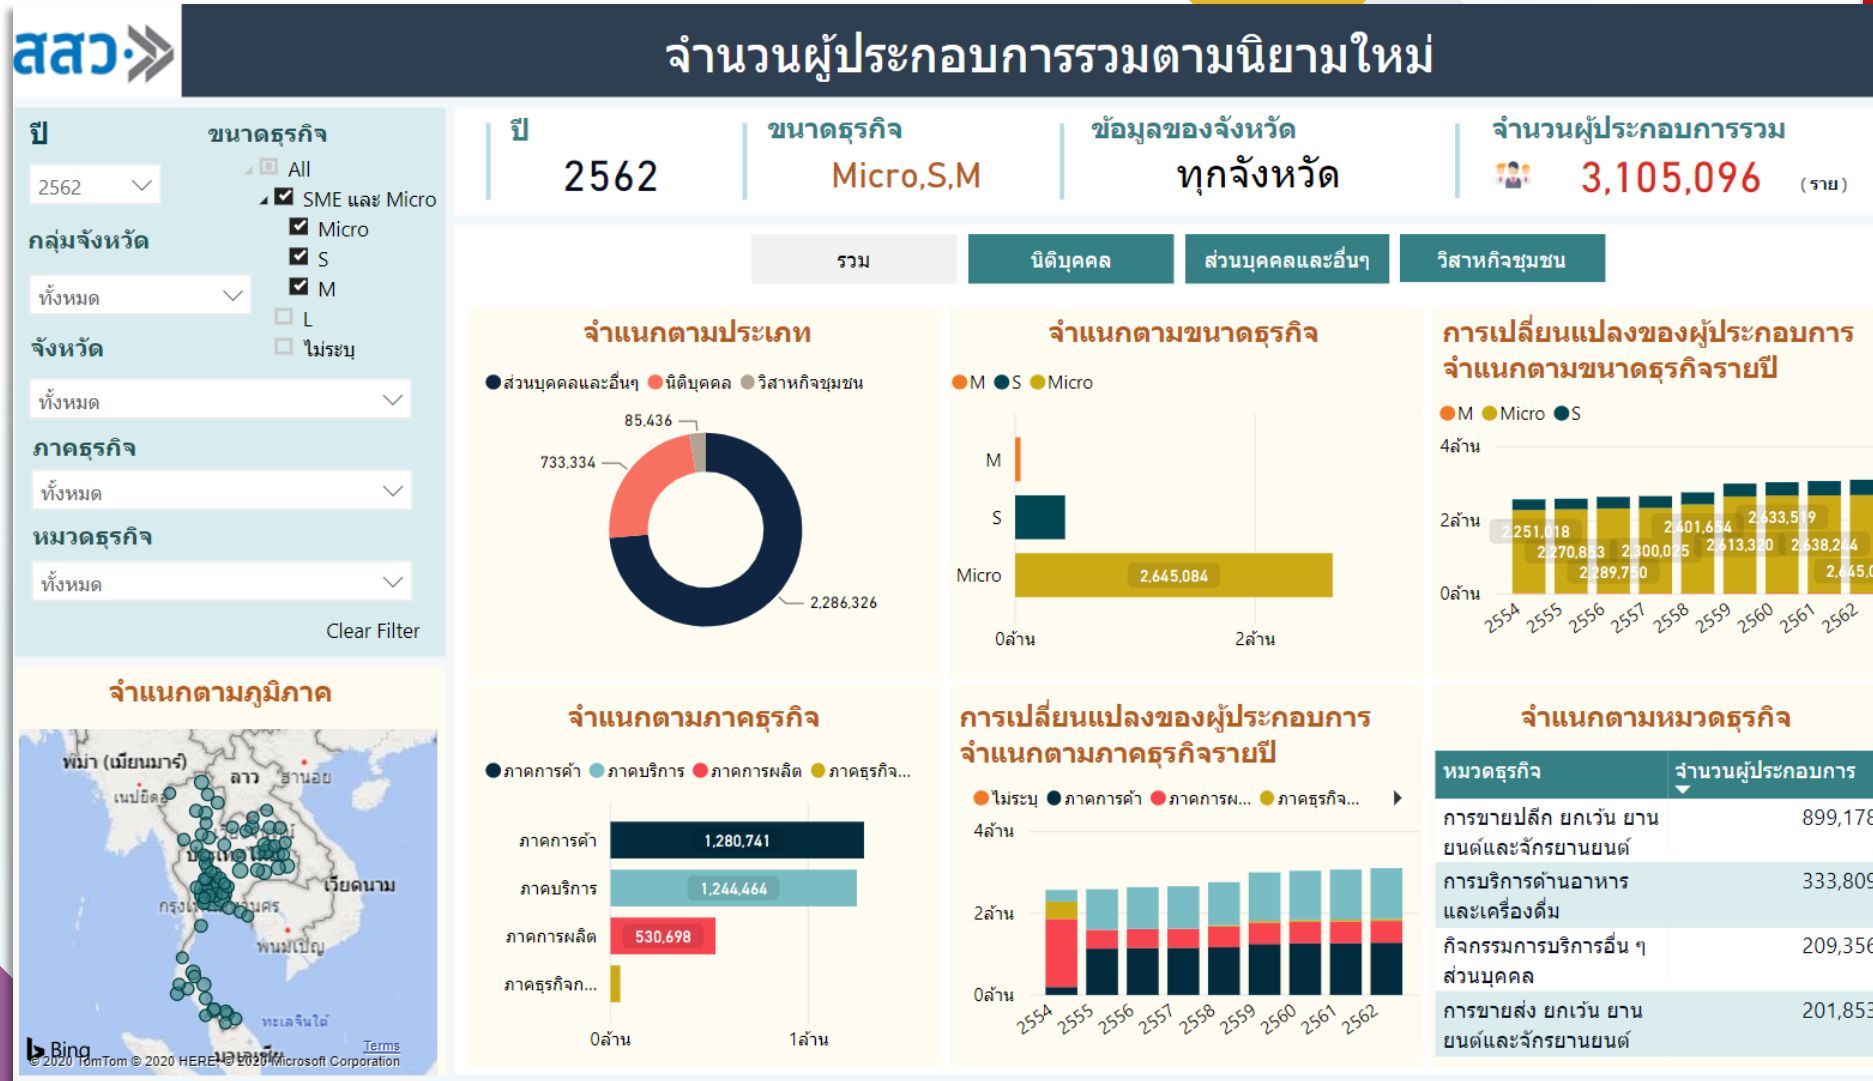 สสว.
จำนวนผู้ประกอบการรวมตามนิยามใหม่
ปี
2562
ขนาดธุรกิจ
All
SME และ Micro
Micro
S
M
L
ไม่ระบุ
กลุ่มจังหวัด
ทั้งหมด
จังหวัด
ทั้งหมด
ภาคธุรกิจ
ทั้งหมด
หมวดธุรกิจ
ทั้งหมด
Clear Filter
ปี
2562
ขนาดธุรกิจ
Micro,S,M
ข้อมูลของจังหวัด
ทุกจังหวัด
จำนวนผู้ประกอบการรวม
3,105,096 (ราย)
รวม
นิติบุคคล
ส่วนบุคคลและอื่นๆ
วิสาหกิจชุมชน
จำแนกตามประเภท
ส่วนบุคคลและอื่นๆ นิติบุคคล วิสาหกิจชุมชน
85,436
733,334
2,286,326
จำแนกตามขนาดธุรกิจ
M S Micro
M
S
Micro 2,645,084
0ล้าน 2ล้าน
การเปลี่ยนแปลงของผู้ประกอบการ
จำแนกตามขนาดธุรกิจรายปี
M Micro S
4ล้าน
2ล้าน
0ล้าน
2,251,018
2,270,853
2,289,750
2,300,025
2,401,654
2,613,320
2,633,519
2,638,244
2,645,0
2554 2555 2556 2557 2558 2559 2560 2561 2562
จำแนกตามภูมิภาค
พม่า (เมียนมาร์)
ลาว
ฮานอย
เวียดนาม
พนมเปญ
ทะเลจีนใต้
มาเลเซีย
Bing
© 2020 TomTom © 2020 HERE, © 2020 Microsoft Corporation
Terms
จำแนกตามภาคธุรกิจ
ภาคการค้า ภาคบริการ ภาคการผลิต ภาคธุรกิจ...
ภาคการค้า 1,280,741
ภาคบริการ 1,244,464
ภาคการผลิต 530,698
ภาคธุรกิจก...
0ล้าน 1ล้าน
การเปลี่ยนแปลงของผู้ประกอบการ
จำแนกตามภาคธุรกิจรายปี
ไม่ระบุ ภาคการค้า ภาคการผ... ภาคธุรกิจ...
4ล้าน
2ล้าน
0ล้าน
2554 2555 2556 2557 2558 2559 2560 2561 2562
จำแนกตามหมวดธุรกิจ
หมวดธุรกิจ จำนวนผู้ประกอบการ
การขายปลีก ยกเว้น ยาน 899,178
ยนต์และจักรยานยนต์
การบริการด้านอาหาร 333,809
และเครื่องดื่ม
กิจกรรมการบริการอื่น ๆ 209,356
ส่วนบุคคล
การขายส่ง ยกเว้น ยาน 201,853
ยนต์และจักรยานยนต์